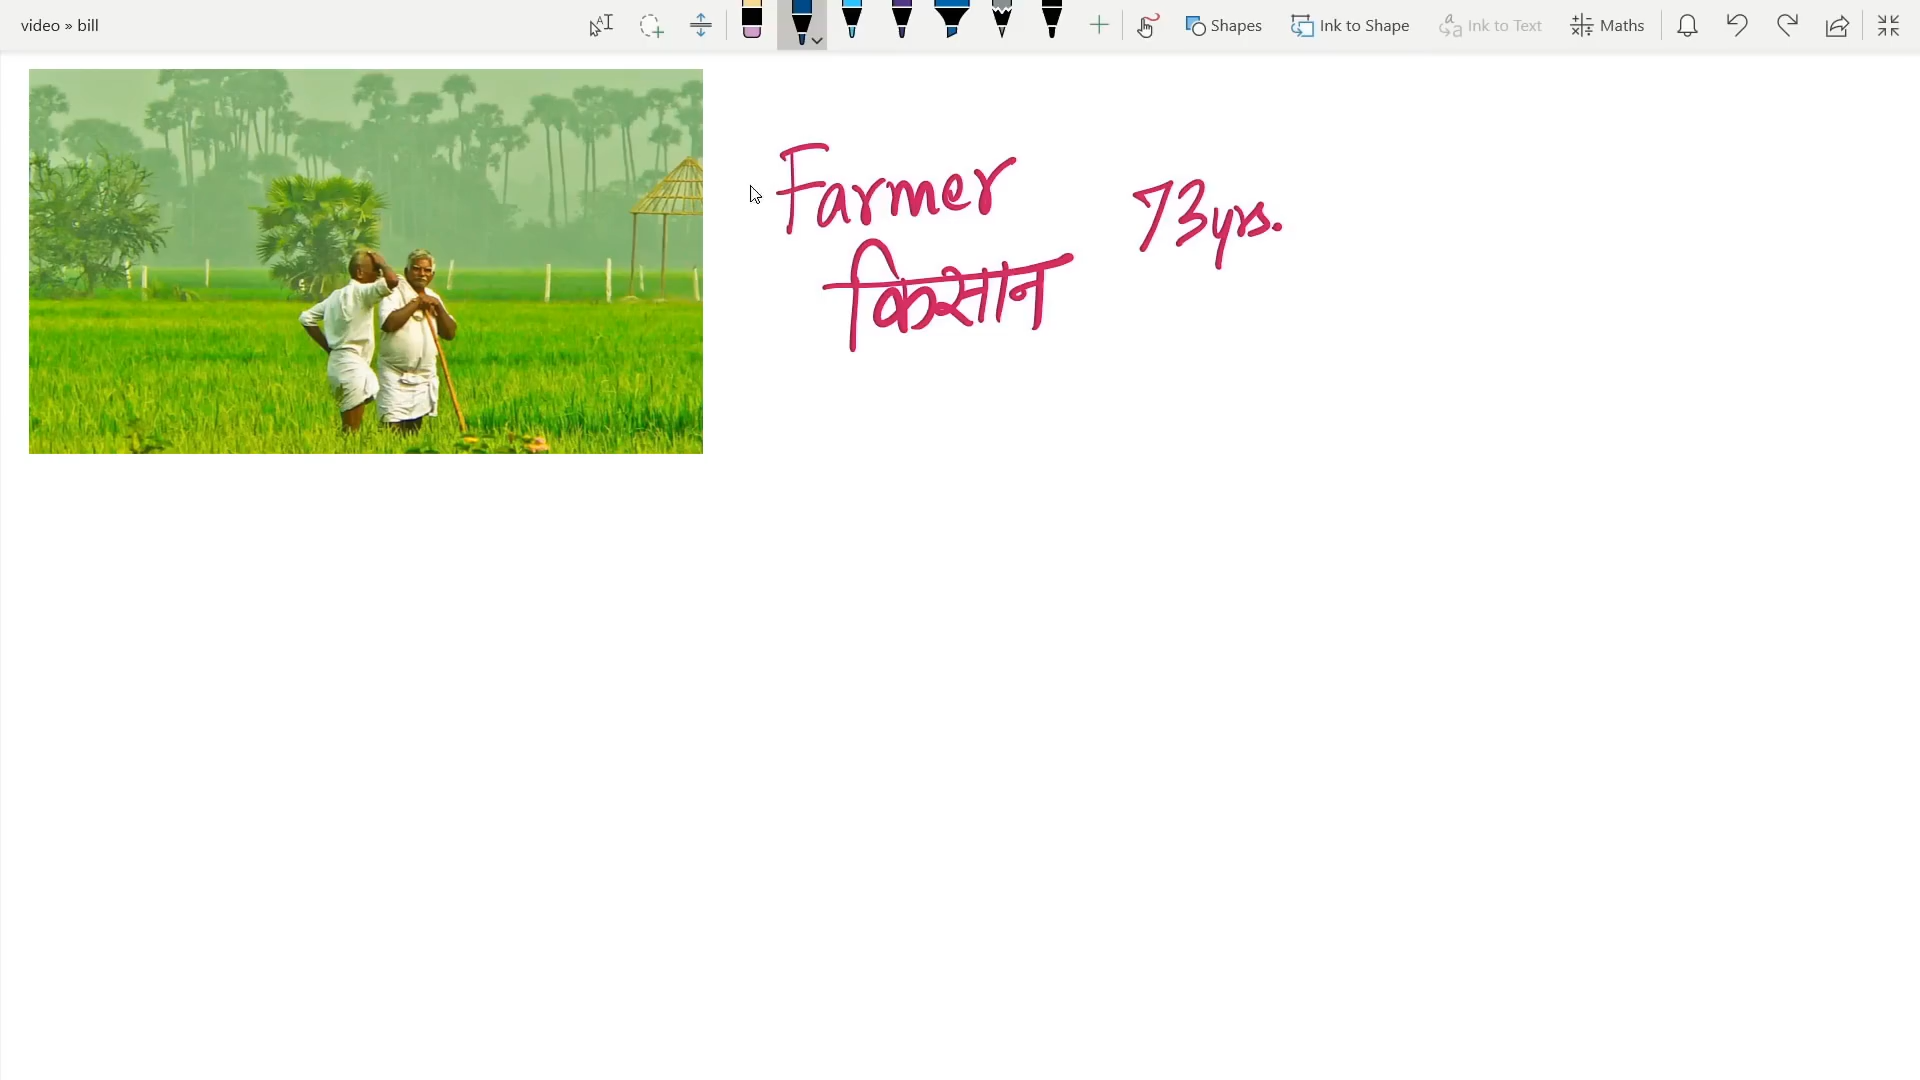 video » bill
Shapes
Ink to Shape
Ink to Text
Maths
Farmer
73yrs.
किसान